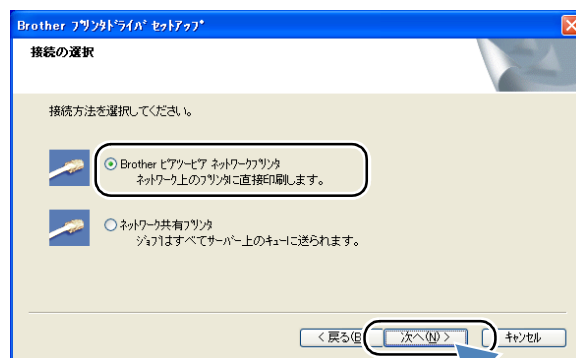 Brother ﾌﾟﾘﾝﾀﾄﾞﾗｲﾊﾞ ｾｯﾄｱｯﾌﾟ
接続の選択
接続方法を選択してください。
Brother ﾋﾟｱﾂｰﾋﾟｱ ﾈｯﾄﾜｰｸﾌﾟﾘﾝﾀ
ﾈｯﾄﾜｰｸ上のﾌﾟﾘﾝﾀに直接印刷します。
ﾈｯﾄﾜｰｸ共有ﾌﾟﾘﾝﾀ
ｼﾞｮﾌﾞはすべてサーバー上のｷｭｰに送られます。
< 戻る(B 次へ(N) > ｷｬﾝｾﾙ